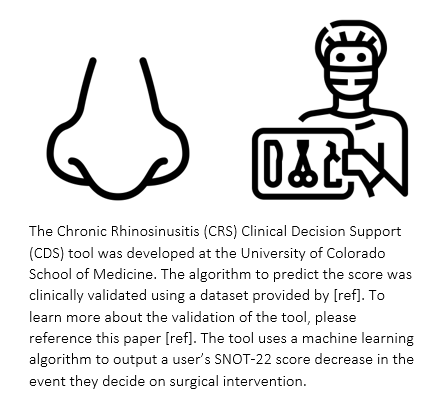 The Chronic Rhinosinusitis (CRS) Clinical Decision Support
(CDS) tool was developed at the University of Colorado
School of Medicine. The algorithm to predict the score was
clinically validated using a dataset provided by [ref]. To
learn more about the validation of the tool, please
reference this paper [ref]. The tool uses a machine learning
algorithm to output a user’s SNOT-22 score decrease in the
event they decide on surgical intervention.